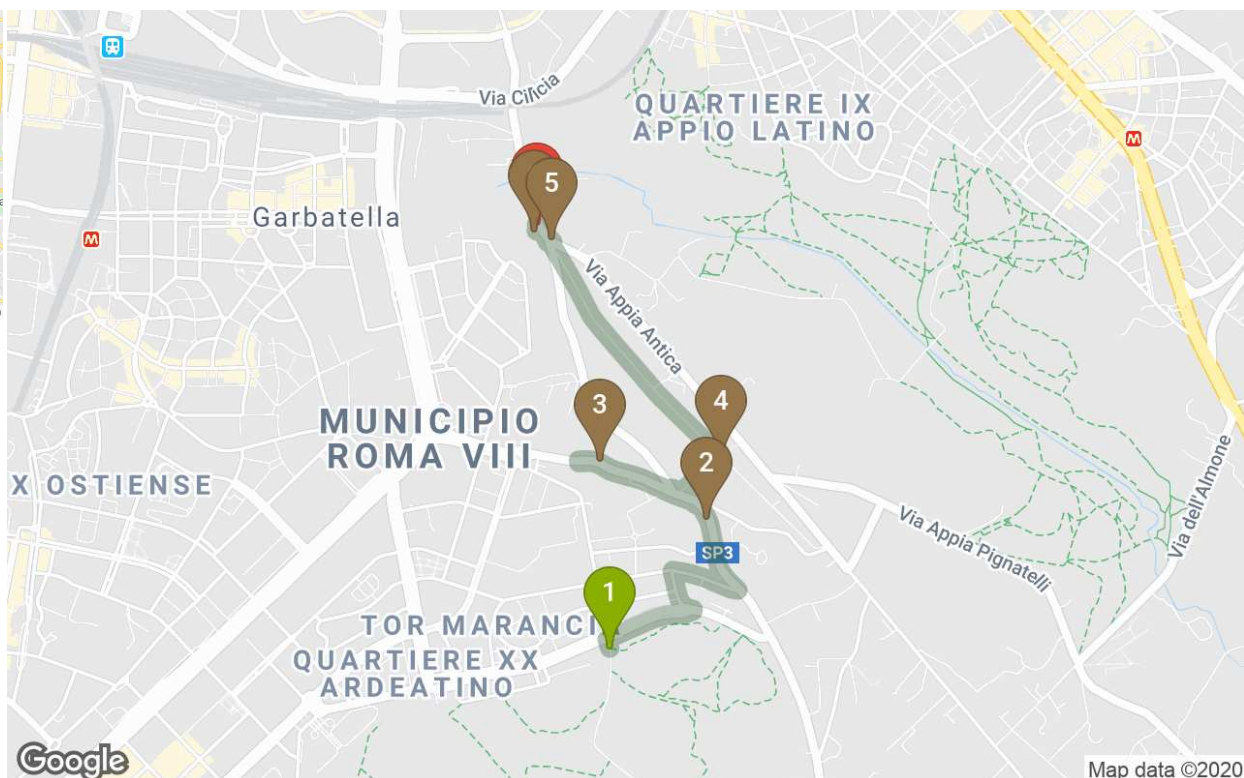 Via Cilicia
QUARTIERE IX
APPIO LATINO
M
5
Garbatella
M
Via Appia Antica
3
4
MUNICIPIO
ROMA VIII
2
X OSTIENSE
Via Appia Pignatelli
Via dell'Almone
SP3
1
TOR MARANCIA
QUARTIERE XX
ARDEATINO
Google
Map data ©2020